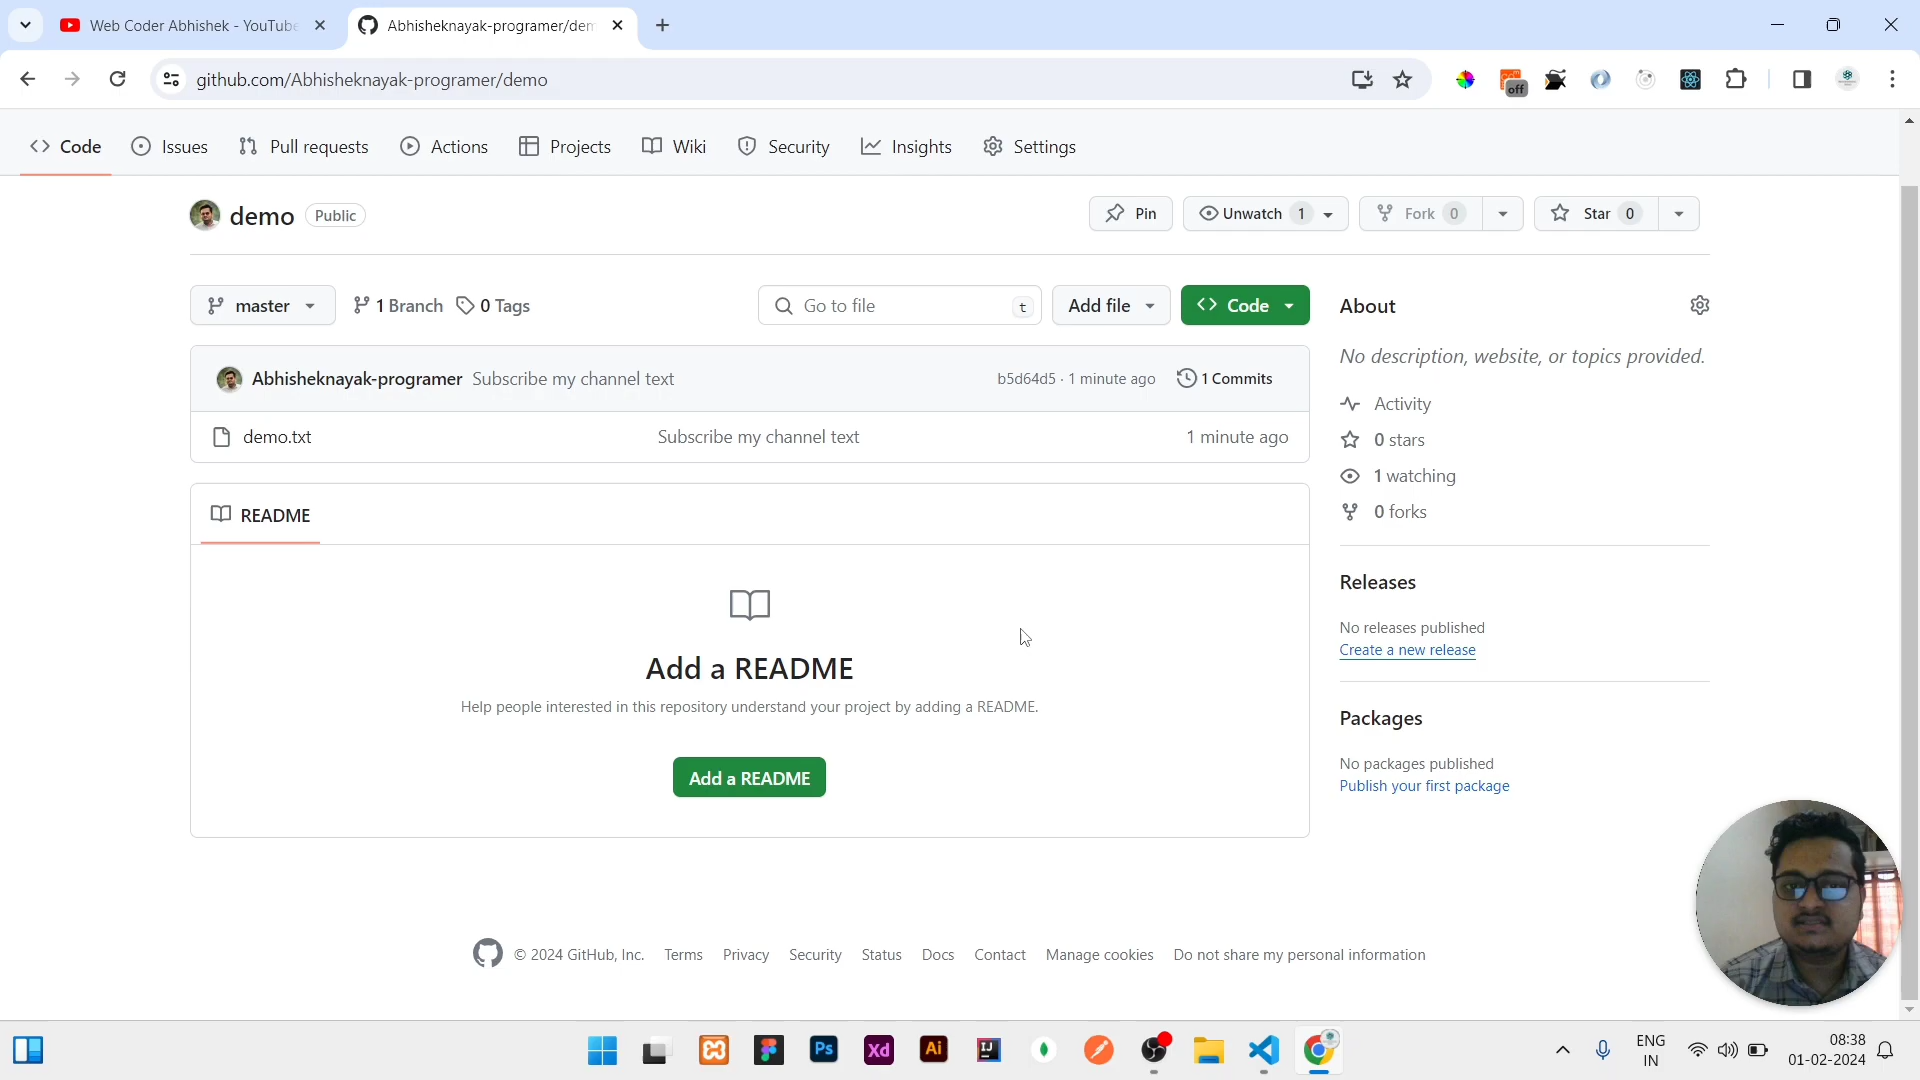 Web Coder Abhishek - YouTube
Abhisheknayak-programer/dem
github.com/Abhisheknayak-programer/demo
off
Code Issues Pull requests Actions Projects Wiki Security Insights Settings
demo Public
Pin Unwatch 1 Fork 0 Star 0
master 1 Branch 0 Tags Go to file t Add file Code
About
No description, website, or topics provided.
Abhisheknayak-programer Subscribe my channel text b5d64d5 · 1 minute ago 1 Commits
Activity
demo.txt Subscribe my channel text 1 minute ago
0 stars
1 watching
0 forks
README
Releases
No releases published
Create a new release
Add a README
Help people interested in this repository understand your project by adding a README.
Add a README
Packages
No packages published
Publish your first package
© 2024 GitHub, Inc. Terms Privacy Security Status Docs Contact Manage cookies Do not share my personal information
Ps Xd Ai IJ
ENG
IN
08:38
01-02-2024